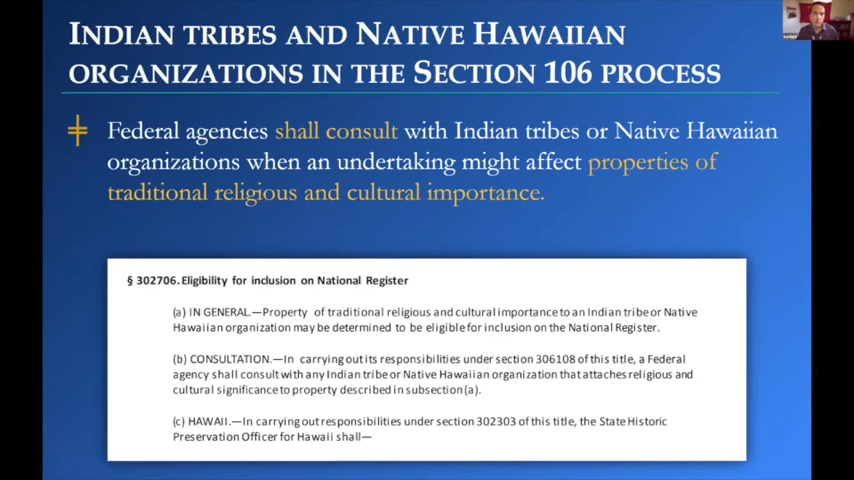 INDIAN TRIBES AND NATIVE HAWAIIAN
ORGANIZATIONS IN THE SECTION 106 PROCESS
Federal agencies shall consult with Indian tribes or Native Hawaiian
organizations when an undertaking might affect properties of
traditional religious and cultural importance.
§ 302706. Eligibility for inclusion on National Register
(a) IN GENERAL.—Property of traditional religious and cultural importance to an Indian tribe or Native
Hawaiian organization may be determined to be eligible for inclusion on the National Register.
(b) CONSULTATION.—In carrying out its responsibilities under section 306108 of this title, a Federal
agency shall consult with any Indian tribe or Native Hawaiian organization that attaches religious and
cultural significance to property described in subsection (a).
(c) HAWAII.—In carrying out responsibilities under section 302303 of this title, the State Historic
Preservation Officer for Hawaii shall—